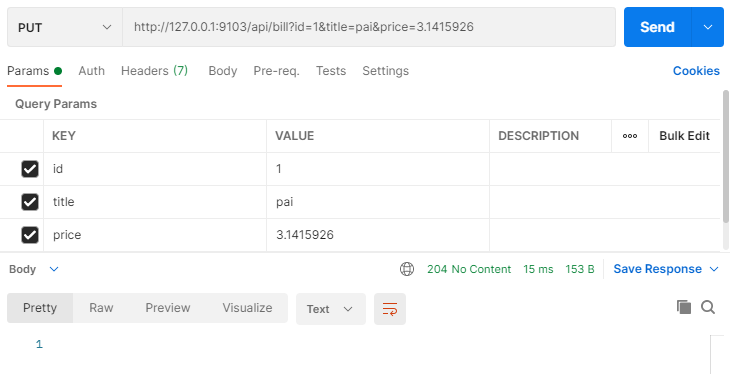 PUT http://127.0.0.1:9103/api/bill?id=1&title=pai&price=3.1415926 Send
Params Auth Headers (7) Body Pre-req. Tests Settings Cookies
Query Params
KEY VALUE DESCRIPTION ooo Bulk Edit
id 1
title pai
price 3.1415926
Body 204 No Content 15 ms 153 B Save Response
Pretty Raw Preview Visualize Text
1